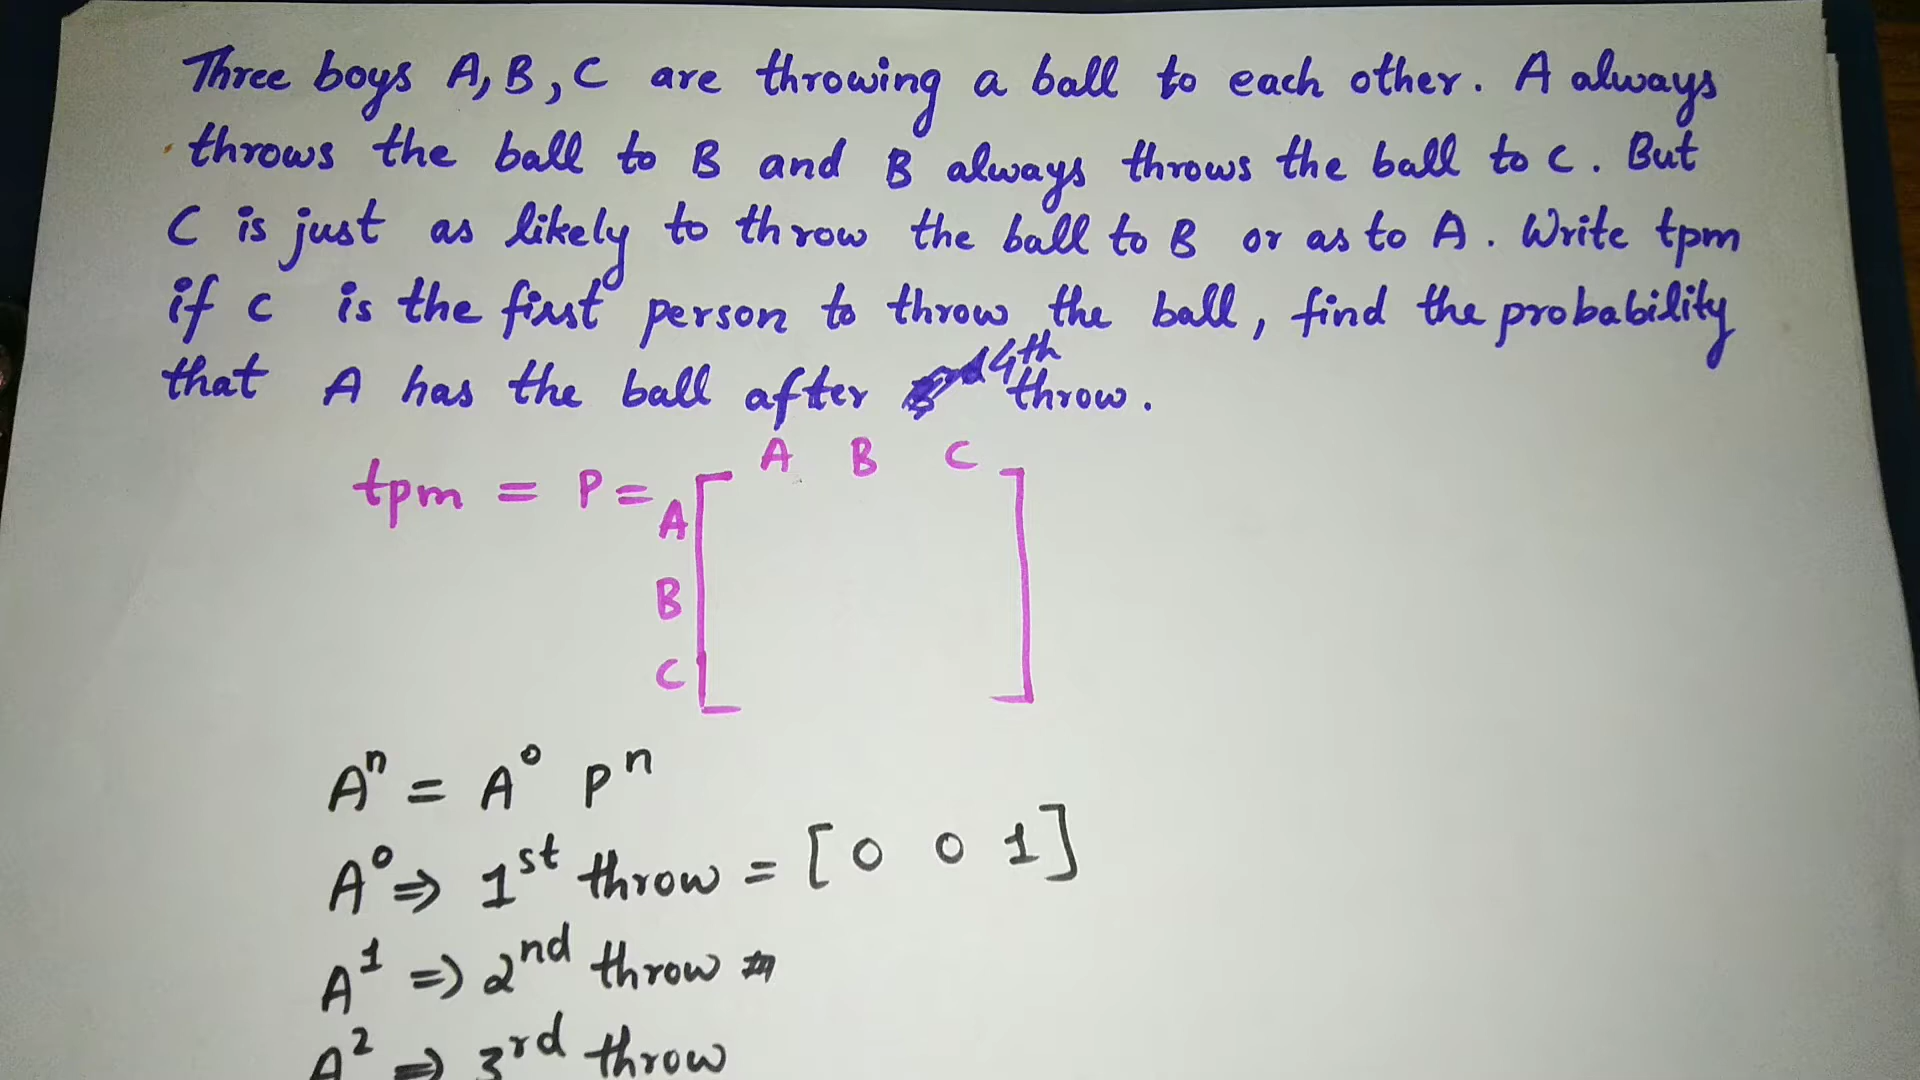 Three boys A, B, C are throwing a ball to each other. A always
throws the ball to B and B always throws the ball to C. But
C is just as likely to throw the ball to B or as to A. Write tpm
if C is the first person to throw the ball, find the probability
that A has the ball after 4th throw.
A B C
tpm = P = A
B
C
Aⁿ = A⁰ Pⁿ
A⁰ ⇒ 1st throw = [0 0 1]
A¹ ⇒ 2nd throw
A² ⇒ 3rd throw